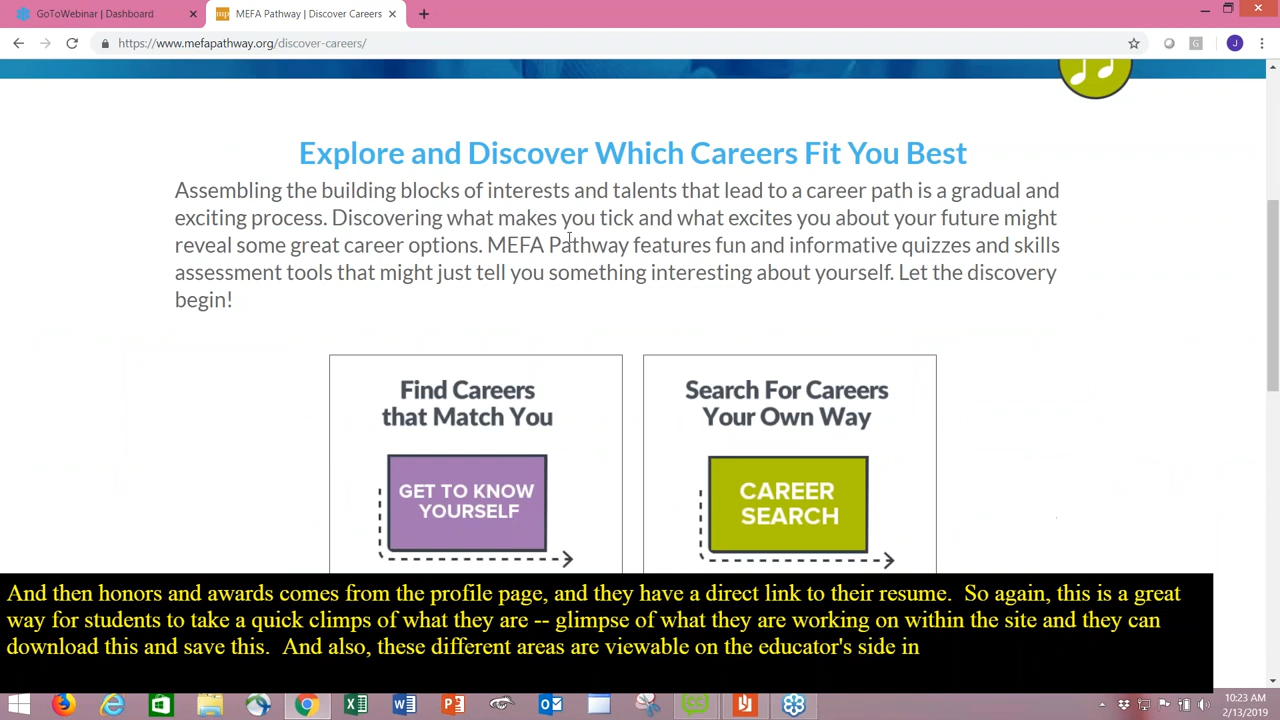 GoToWebinar | Dashboard
MEFA Pathway | Discover Careers
https://www.mefapathway.org/discover-careers/
J
Explore and Discover Which Careers Fit You Best
Assembling the building blocks of interests and talents that lead to a career path is a gradual and
exciting process. Discovering what makes you tick and what excites you about your future might
reveal some great career options. MEFA Pathway features fun and informative quizzes and skills
assessment tools that might just tell you something interesting about yourself. Let the discovery
begin!
Find Careers
that Match You
GET TO KNOW
YOURSELF
Search For Careers
Your Own Way
CAREER
SEARCH
And then honors and awards comes from the profile page, and they have a direct link to their resume. So again, this is a great
way for students to take a quick climps of what they are -- glimpse of what they are working on within the site and they can
download this and save this. And also, these different areas are viewable on the educator's side in
10:23 AM
2/13/2019